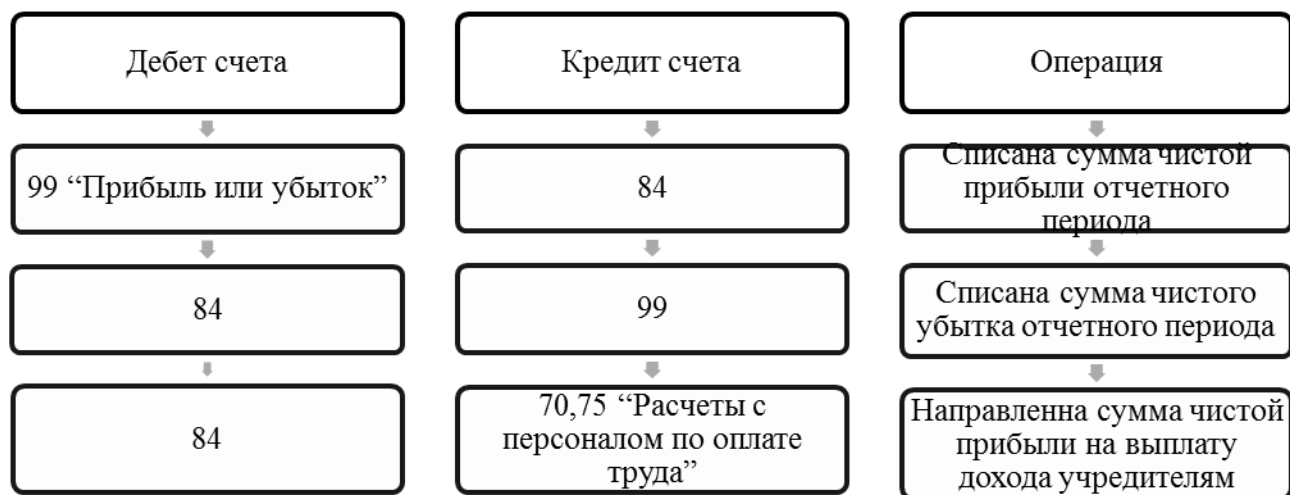 Дебет счета
Кредит счета
Операция
99 “Прибыль или убыток”
84
Списана сумма чистой
прибыли отчетного
периода
84
99
Списана сумма чистого
убытка отчетного периода
84
70,75 “Расчеты с
персоналом по оплате
труда”
Направленна сумма чистой
прибыли на выплату
дохода учредителям